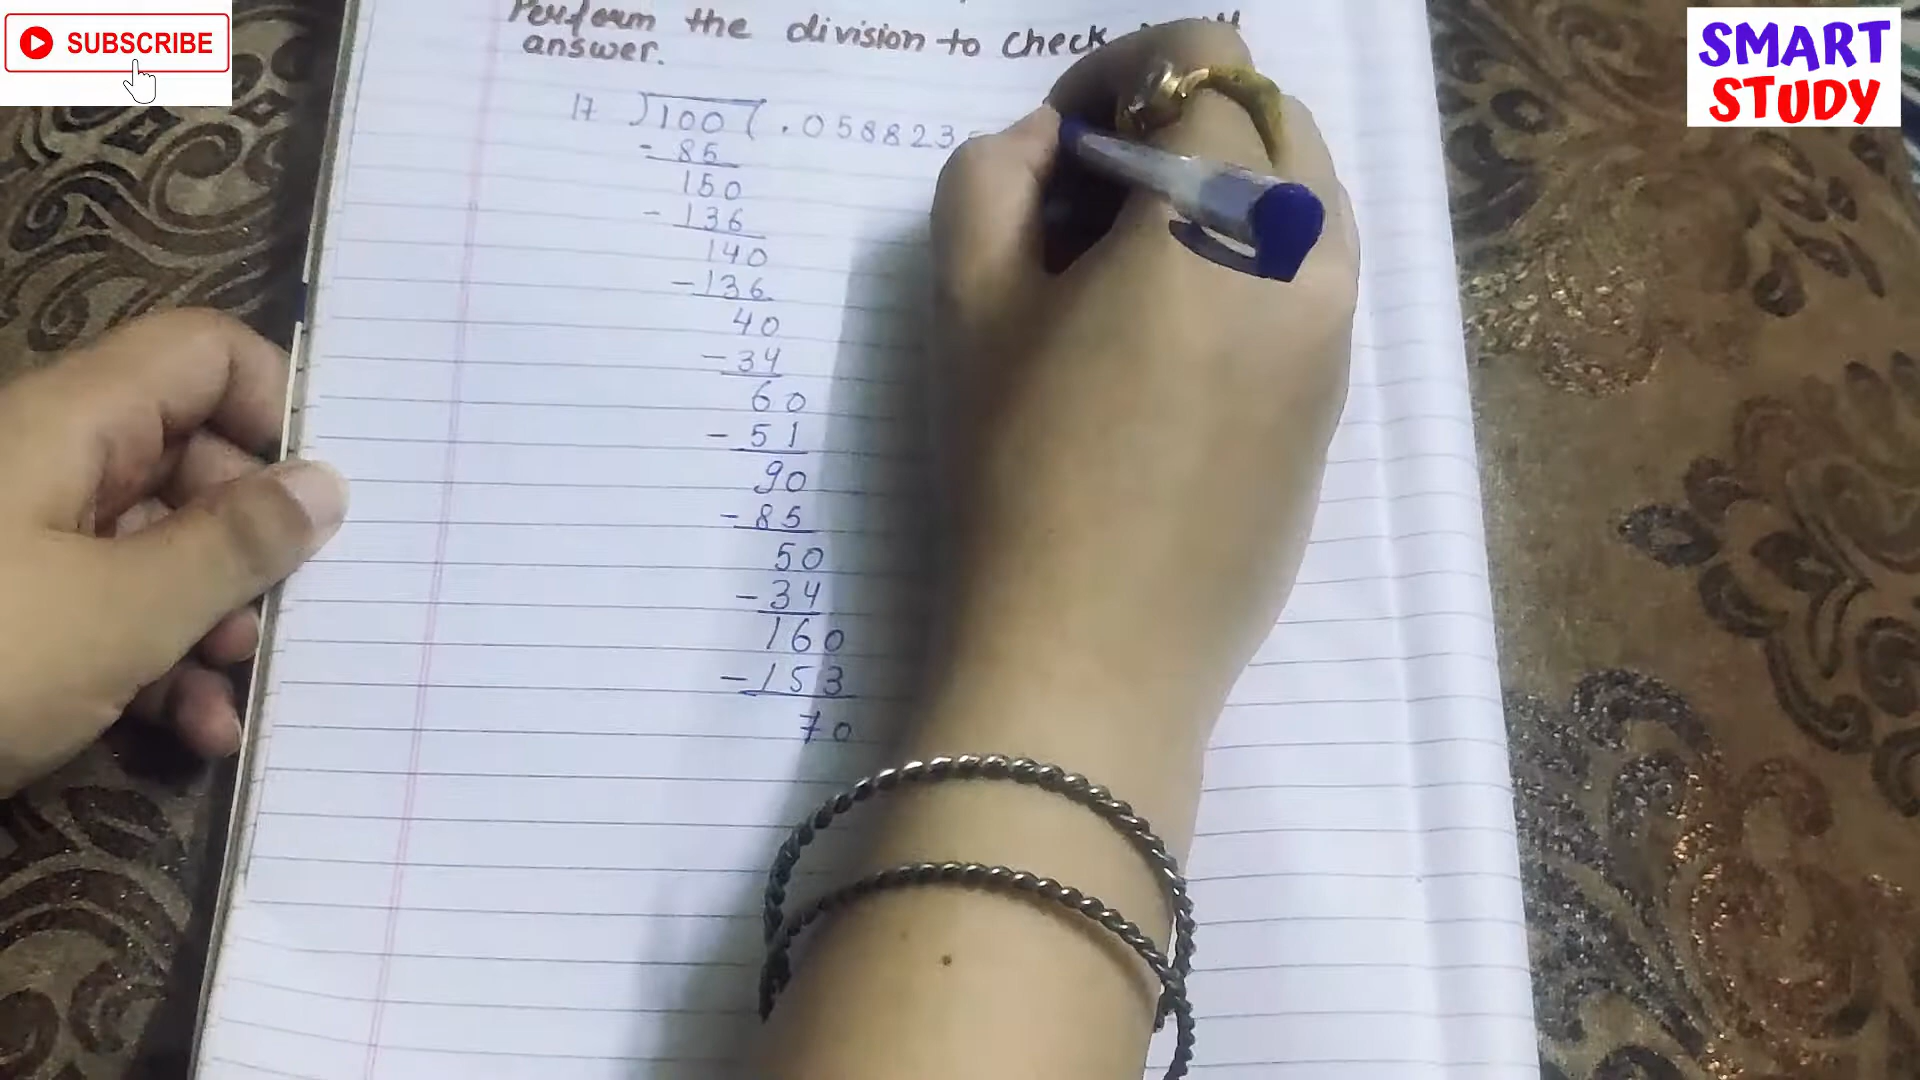 SUBSCRIBE
SMART
STUDY
Perform the division to check
answer.
17 ) 100 ( .0588235
- 85
150
- 136
140
- 136
40
- 34
60
- 51
90
- 85
50
- 34
160
- 153
70